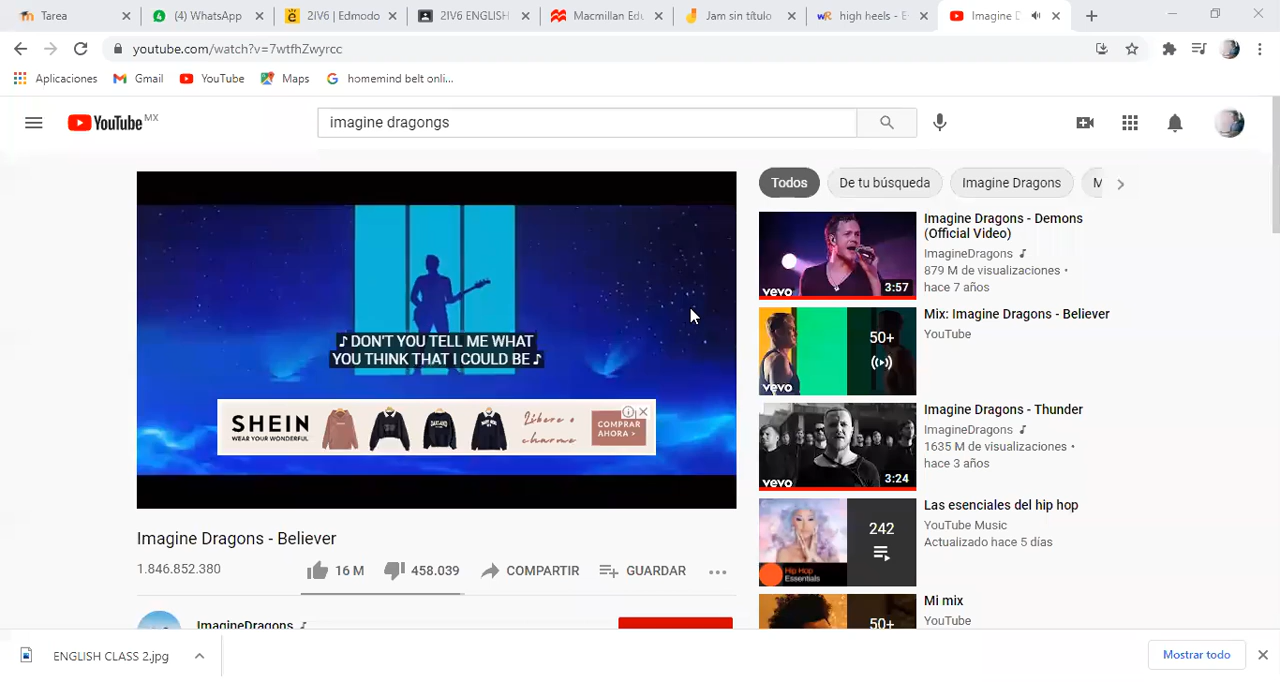 Tarea
(4) WhatsApp
2IV6 | Edmodo
2IV6 ENGLISH
Macmillan Edu
Jam sin título
high heels - E
Imagine D
youtube.com/watch?v=7wtfhZwyrcc
Aplicaciones
Gmail
YouTube
Maps
homemind belt onli...
YouTube MX
imagine dragongs
Todos
De tu búsqueda
Imagine Dragons
M
♪ DON'T YOU TELL ME WHAT
YOU THINK THAT I COULD BE ♪
SHEIN
WEAR YOUR WONDERFUL
Libere o
charme
COMPRAR
AHORA >
Imagine Dragons - Believer
1.846.852.380
16 M
458.039
COMPARTIR
GUARDAR
ImagineDragons
Imagine Dragons - Demons
(Official Video)
ImagineDragons
879 M de visualizaciones •
hace 7 años
vevo
3:57
Mix: Imagine Dragons - Believer
YouTube
50+
vevo
Imagine Dragons - Thunder
ImagineDragons
1635 M de visualizaciones •
hace 3 años
vevo
3:24
Las esenciales del hip hop
YouTube Music
Actualizado hace 5 días
242
Hip Hop
Essentials
Mi mix
YouTube
50+
ENGLISH CLASS 2.jpg
Mostrar todo